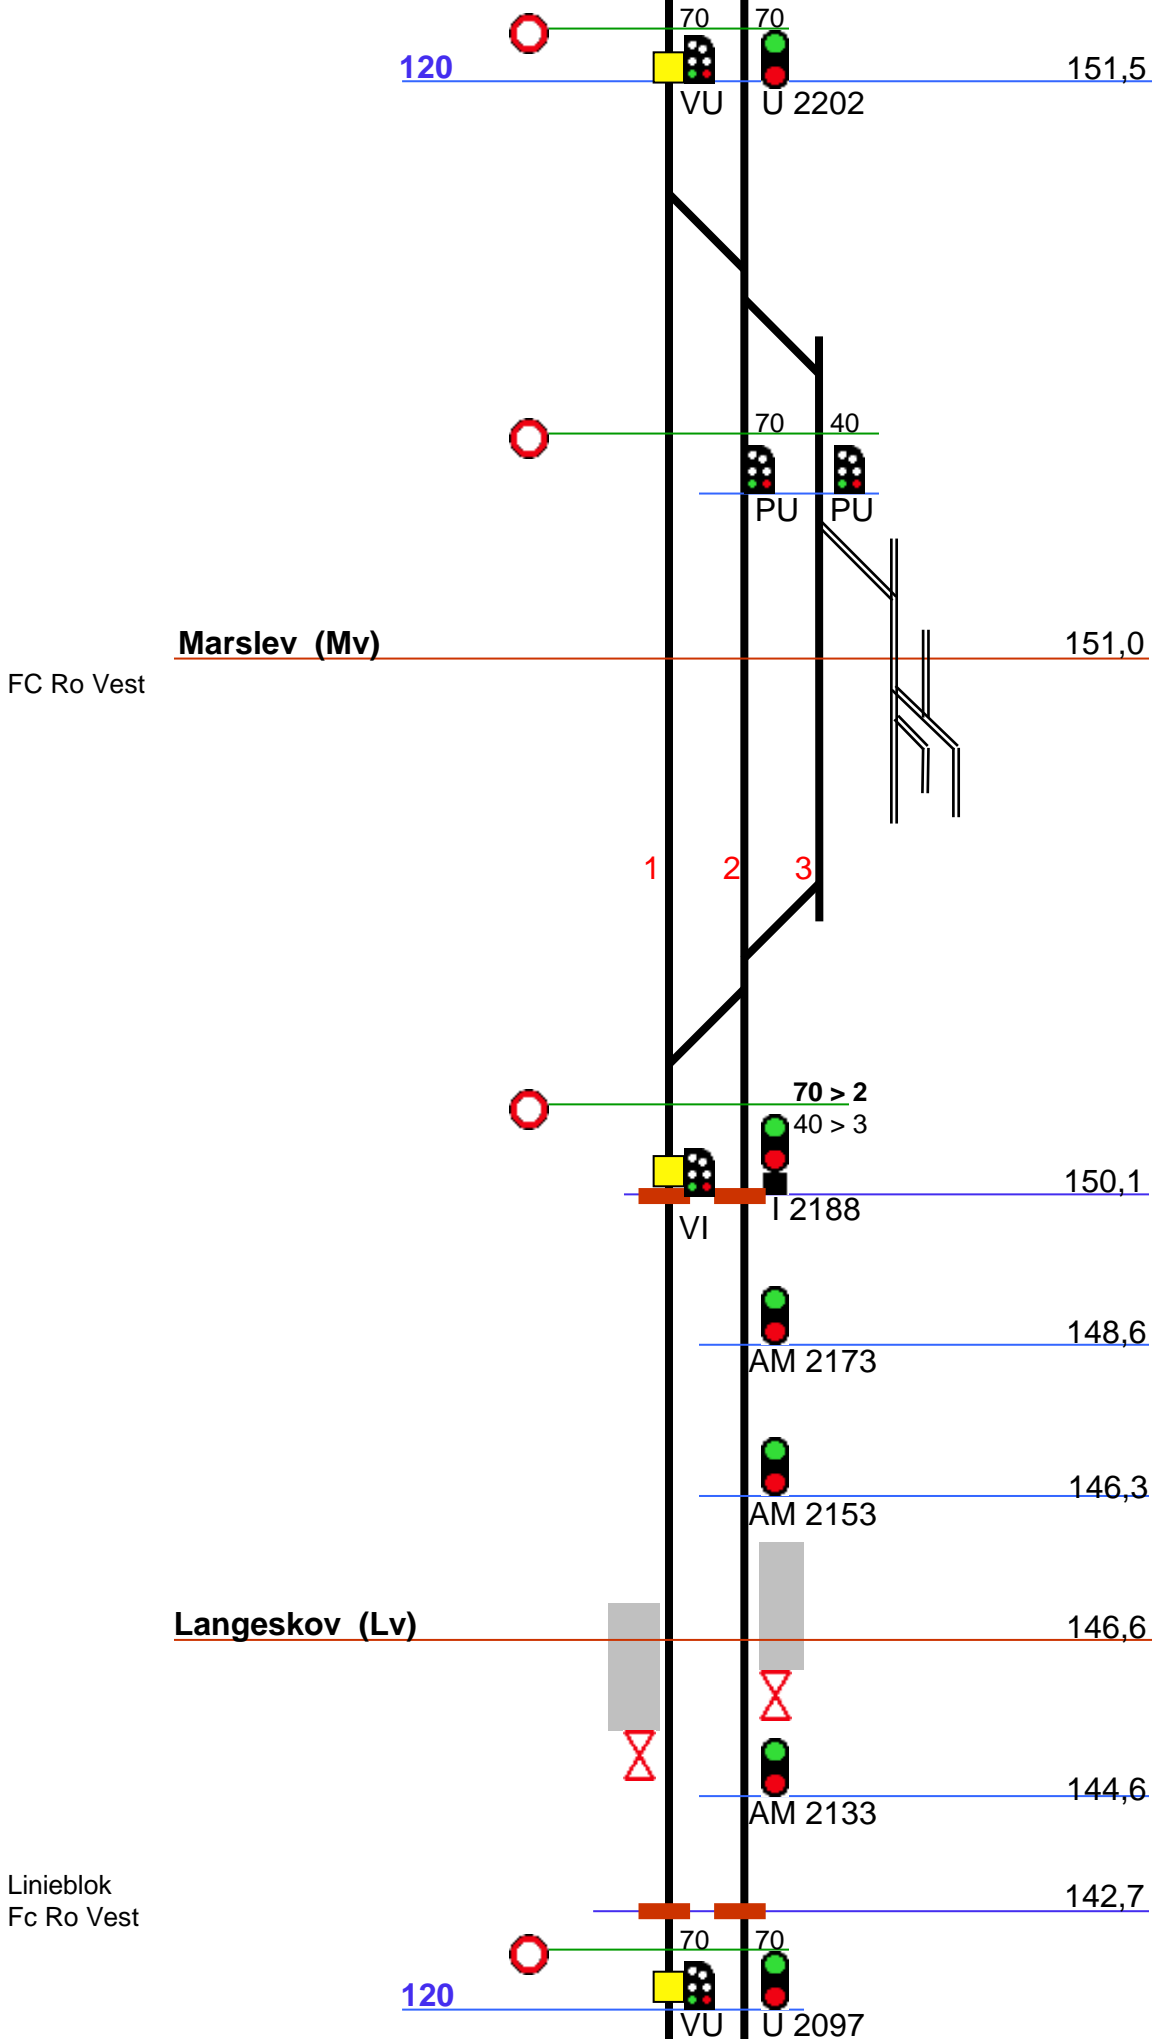 70 70
120 151,5
VU U 2202
70 40
PU PU
Marslev (Mv) 151,0
FC Ro Vest
1 2 3
70 > 2
40 > 3
150,1
I 2188
VI
148,6
AM 2173
146,3
AM 2153
Langeskov (Lv) 146,6
144,6
AM 2133
Linieblok
142,7
Fc Ro Vest
70 70
120
VU U 2097